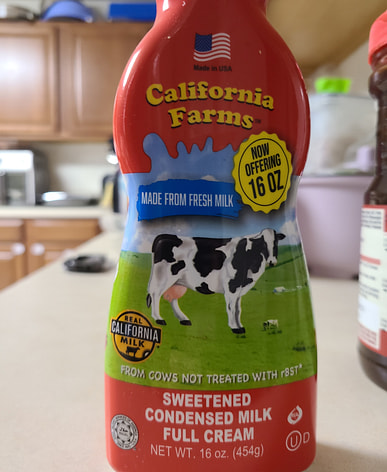 Made in USA
California
Farms™
NOW
OFFERING
16 OZ
MADE FROM FRESH MILK
REAL
CALIFORNIA
MILK
FROM COWS NOT TREATED WITH rBST*
SWEETENED
CONDENSED MILK
FULL CREAM
NET WT. 16 oz. (454g)
U D